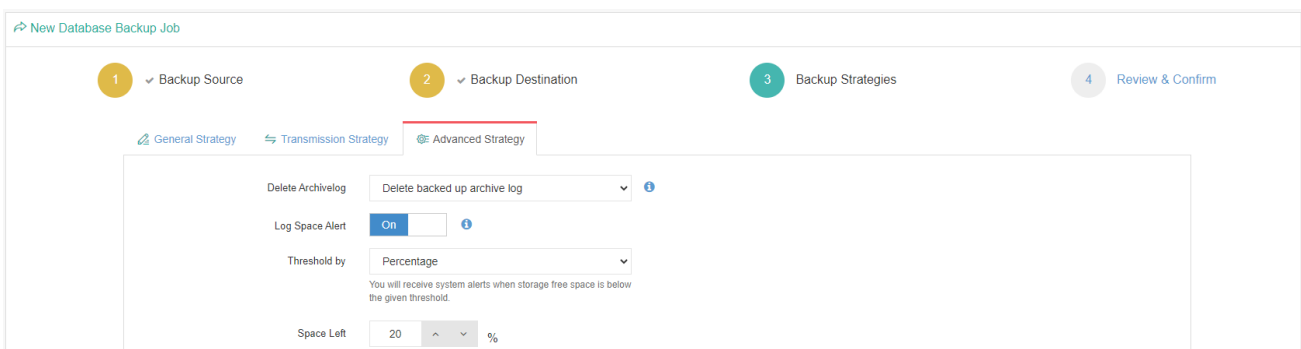 New Database Backup Job
1 Backup Source
2 Backup Destination
3 Backup Strategies
4 Review & Confirm
General Strategy
Transmission Strategy
Advanced Strategy
Delete Archivelog Delete backed up archive log
Log Space Alert On
Threshold by Percentage
You will receive system alerts when storage free space is below
the given threshold.
Space Left 20 %